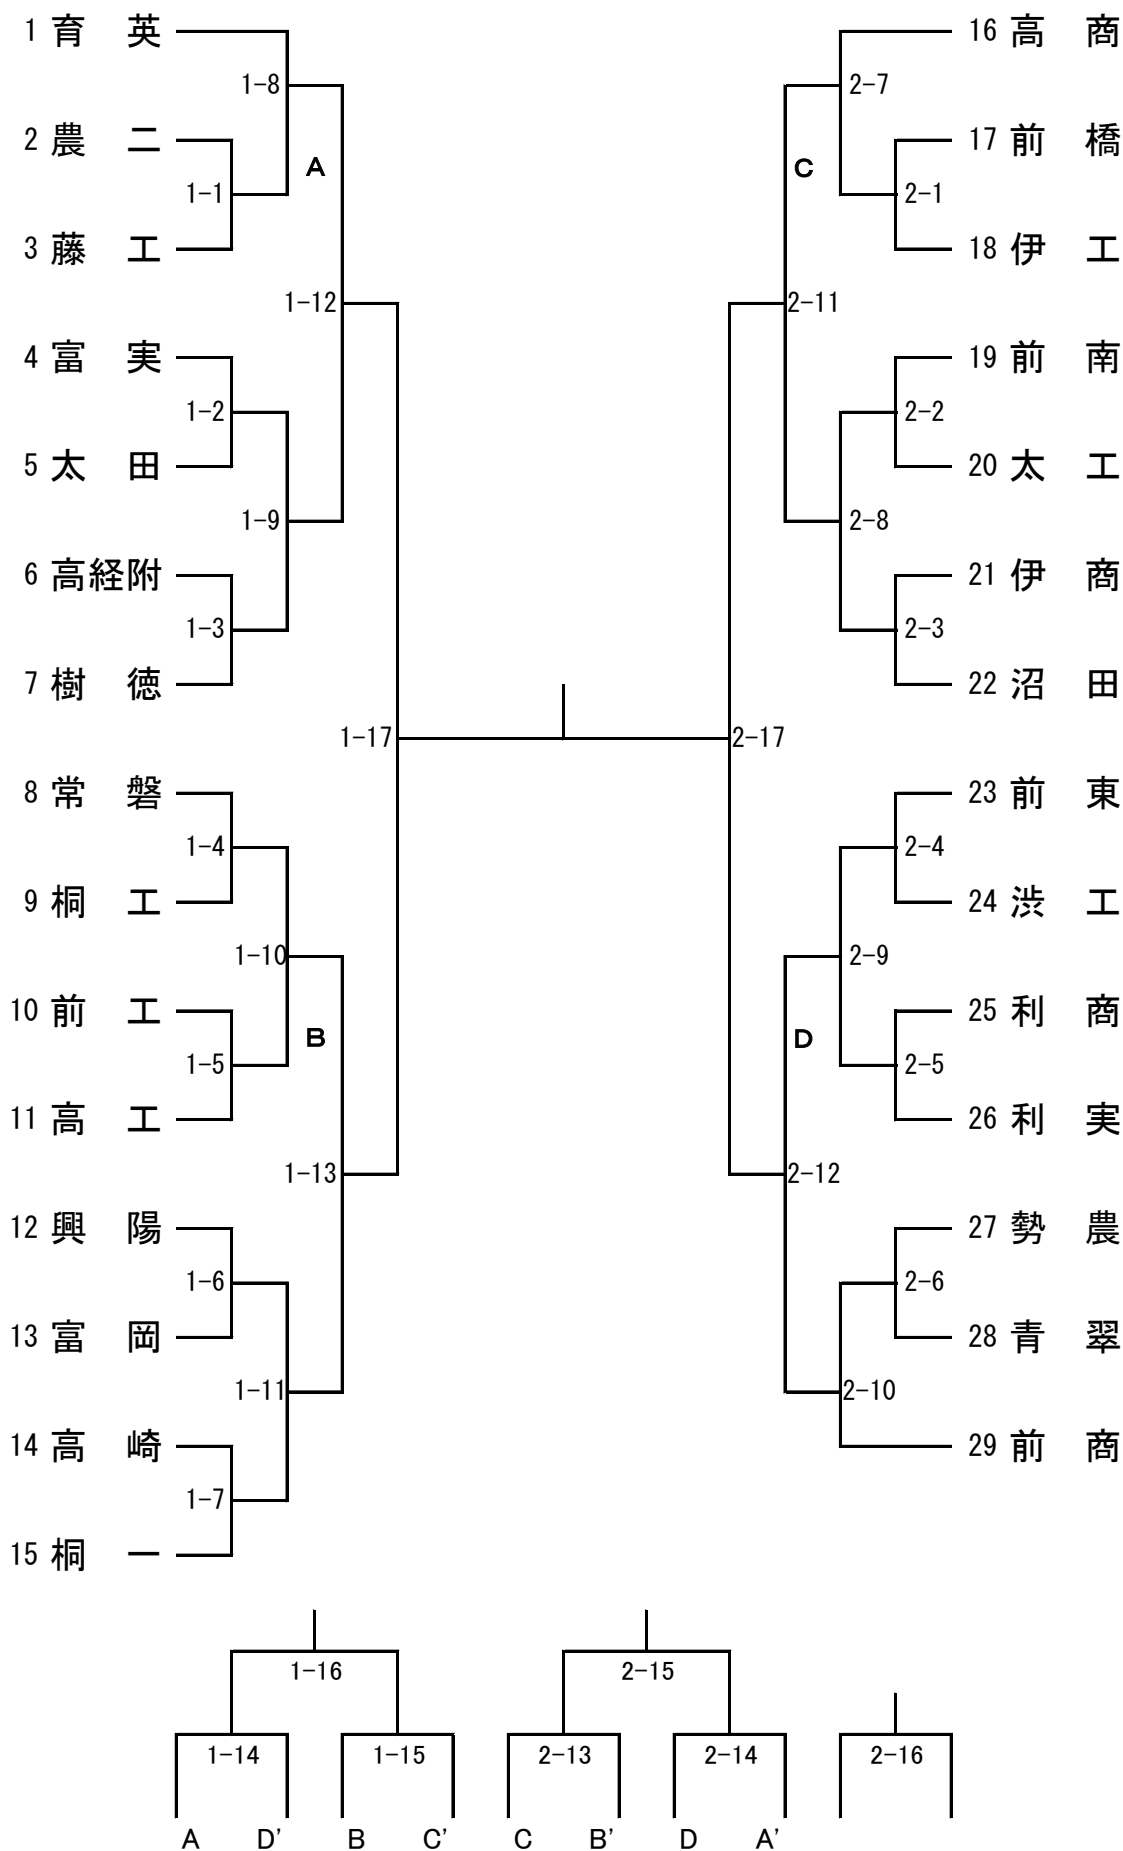 1 育 英
16 高 商
1-8
2-7
2 農 二
17 前 橋
A
C
1-1
2-1
3 藤 工
18 伊 工
1-12
2-11
4 富 実
19 前 南
1-2
2-2
5 太 田
20 太 工
1-9
2-8
6 高経附
21 伊 商
1-3
2-3
7 樹 徳
22 沼 田
1-17
2-17
8 常 磐
23 前 東
1-4
2-4
9 桐 工
24 渋 工
1-10
2-9
10 前 工
25 利 商
B
D
1-5
2-5
11 高 工
26 利 実
1-13
2-12
12 興 陽
27 勢 農
1-6
2-6
13 富 岡
28 青 翠
1-11
2-10
14 高 崎
29 前 商
1-7
15 桐 一
1-16
2-15
1-14
1-15
2-13
2-14
2-16
A D' B C' C B' D A'